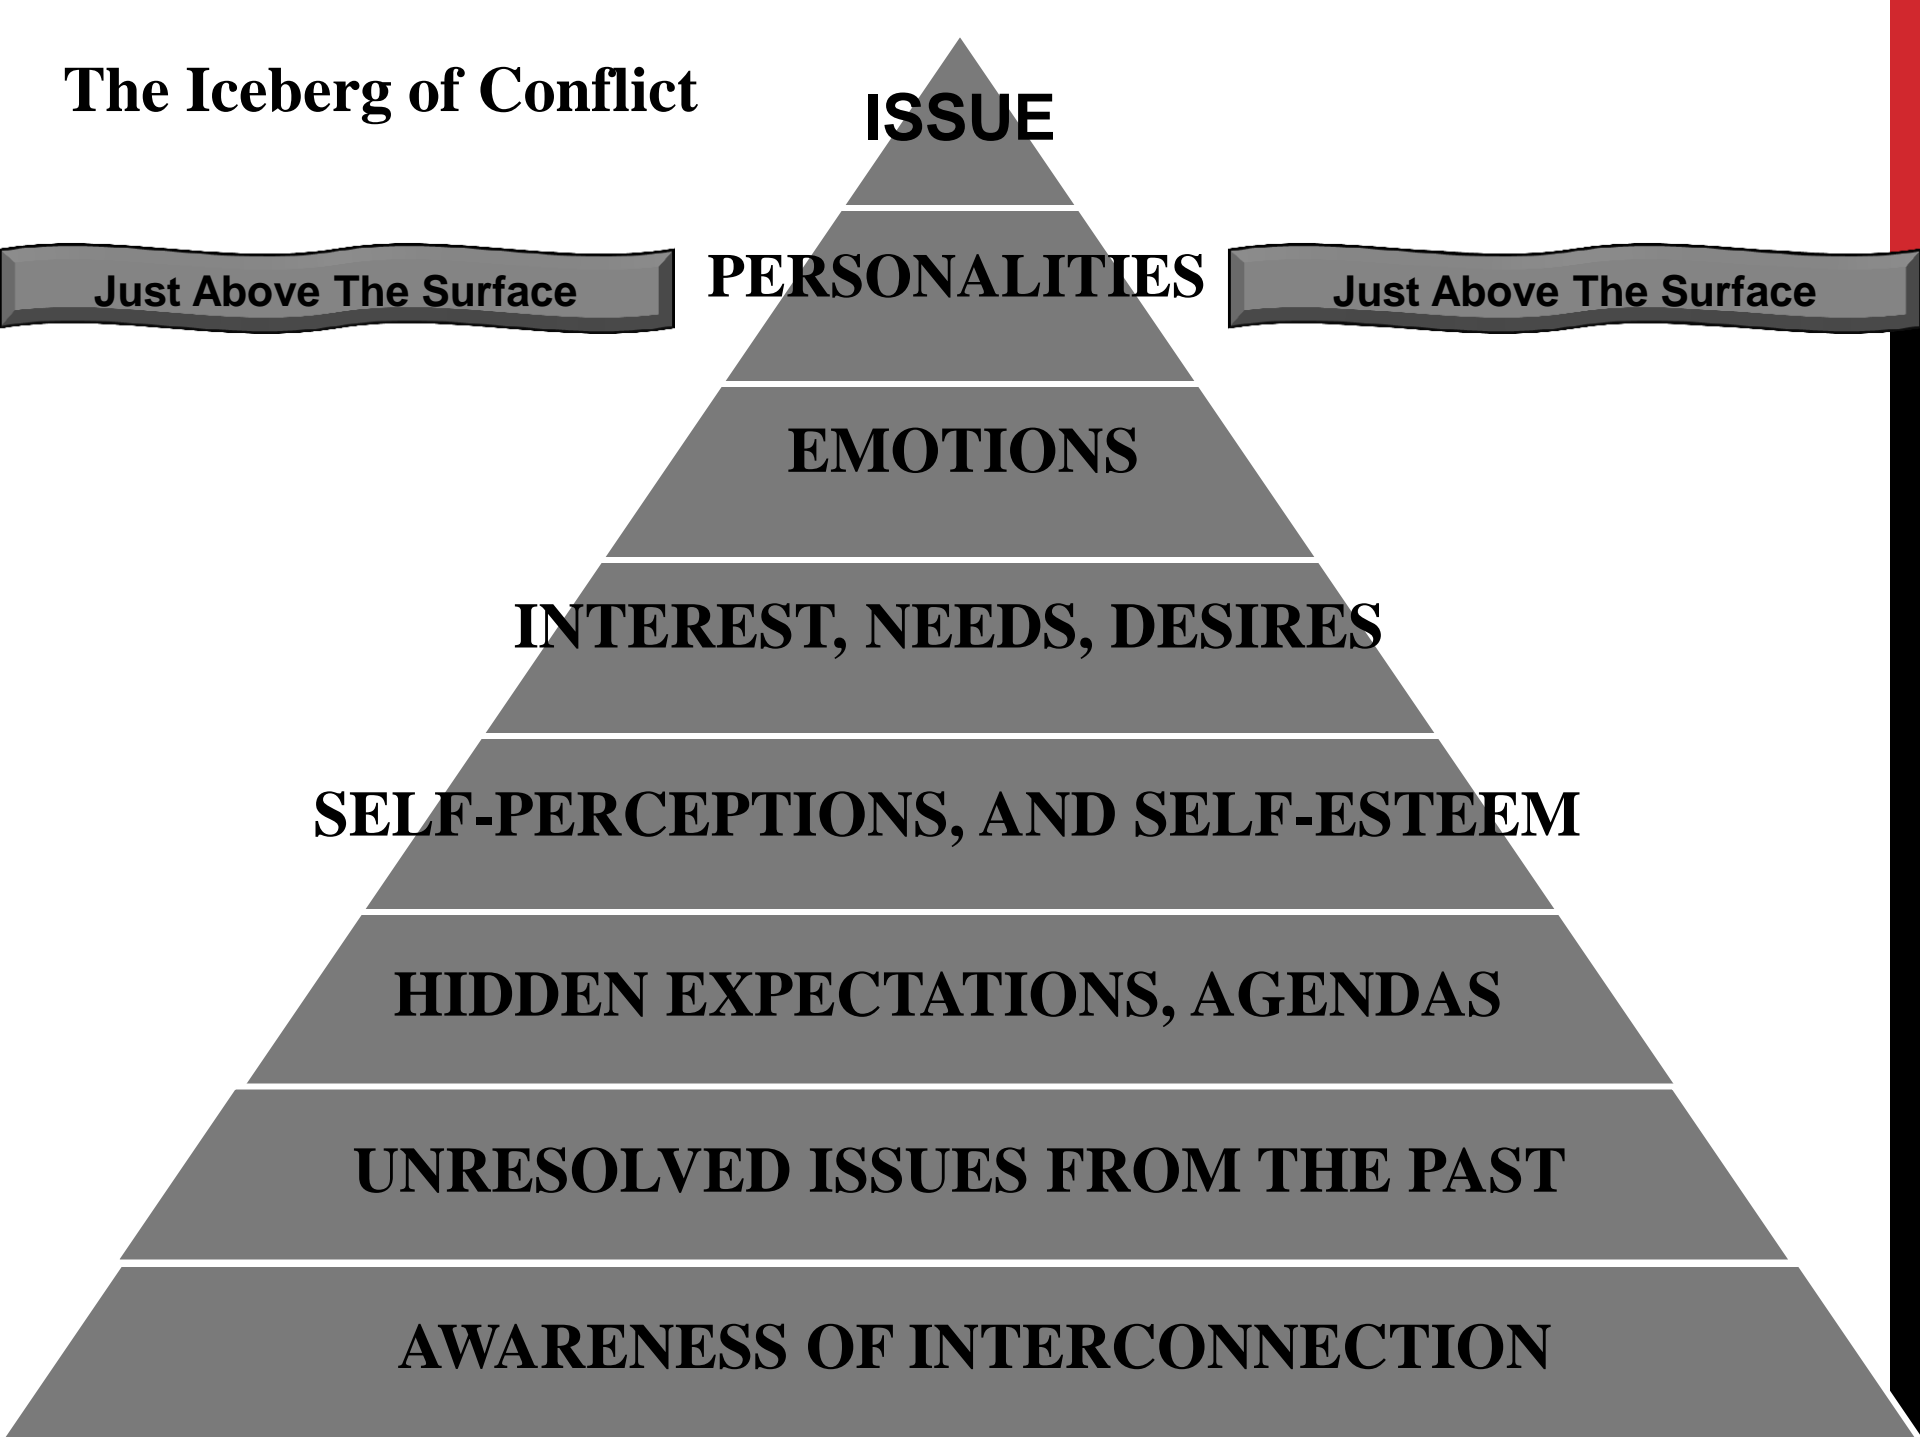 The Iceberg of Conflict
ISSUE
Just Above The Surface
PERSONALITIES
Just Above The Surface
EMOTIONS
INTEREST, NEEDS, DESIRES
SELF-PERCEPTIONS, AND SELF-ESTEEM
HIDDEN EXPECTATIONS, AGENDAS
UNRESOLVED ISSUES FROM THE PAST
AWARENESS OF INTERCONNECTION